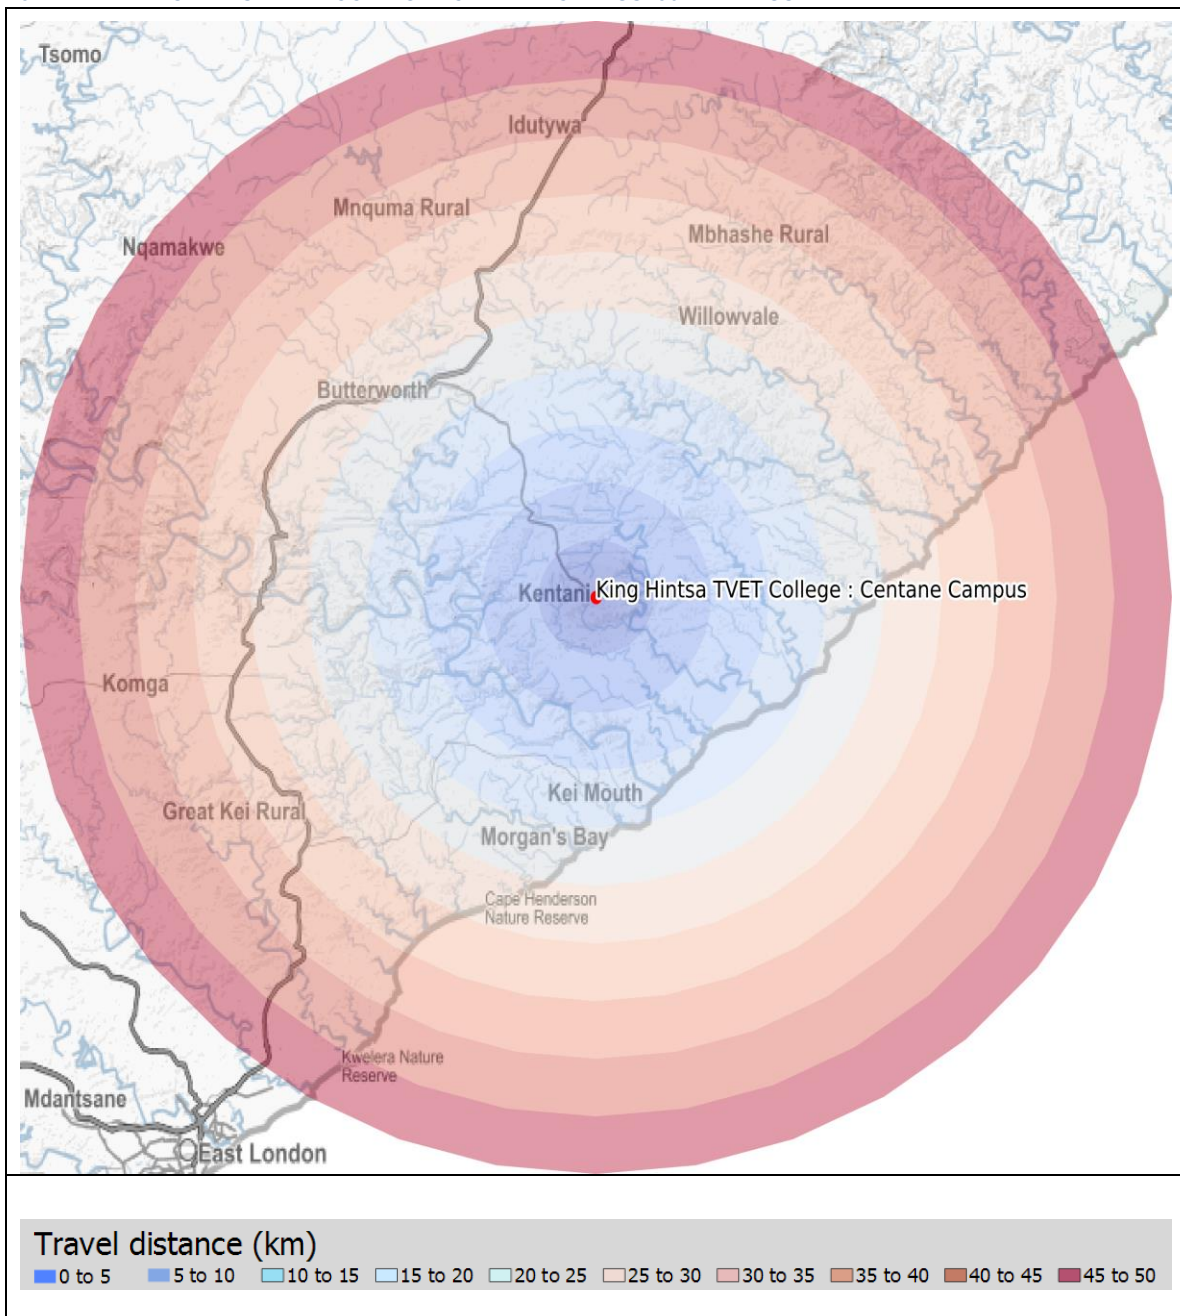 Tsomo
Idutywa
Mnquma Rural
Mbhashe Rural
Nqamakwe
Willowvale
Butterworth
Kentani
King Hintsa TVET College : Centane Campus
Komga
Kei Mouth
Great Kei Rural
Morgan's Bay
Cape Henderson
Nature Reserve
Kwelera Nature
Reserve
Mdantsane
East London
Travel distance (km)
0 to 5 5 to 10 10 to 15 15 to 20 20 to 25 25 to 30 30 to 35 35 to 40 40 to 45 45 to 50